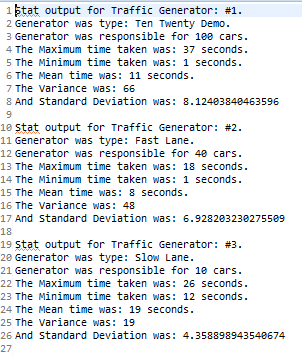 1 Stat output for Traffic Generator: #1.
2 Generator was type: Ten Twenty Demo.
3 Generator was responsible for 100 cars.
4 The Maximum time taken was: 37 seconds.
5 The Minimum time taken was: 1 seconds.
6 The Mean time was: 11 seconds.
7 The Variance was: 66
8 And Standard Deviation was: 8.12403840463596
9
10 Stat output for Traffic Generator: #2.
11 Generator was type: Fast Lane.
12 Generator was responsible for 40 cars.
13 The Maximum time taken was: 18 seconds.
14 The Minimum time taken was: 1 seconds.
15 The Mean time was: 8 seconds.
16 The Variance was: 48
17 And Standard Deviation was: 6.928203230275509
18
19 Stat output for Traffic Generator: #3.
20 Generator was type: Slow Lane.
21 Generator was responsible for 10 cars.
22 The Maximum time taken was: 26 seconds.
23 The Minimum time taken was: 12 seconds.
24 The Mean time was: 19 seconds.
25 The Variance was: 19
26 And Standard Deviation was: 4.358898943540674
27